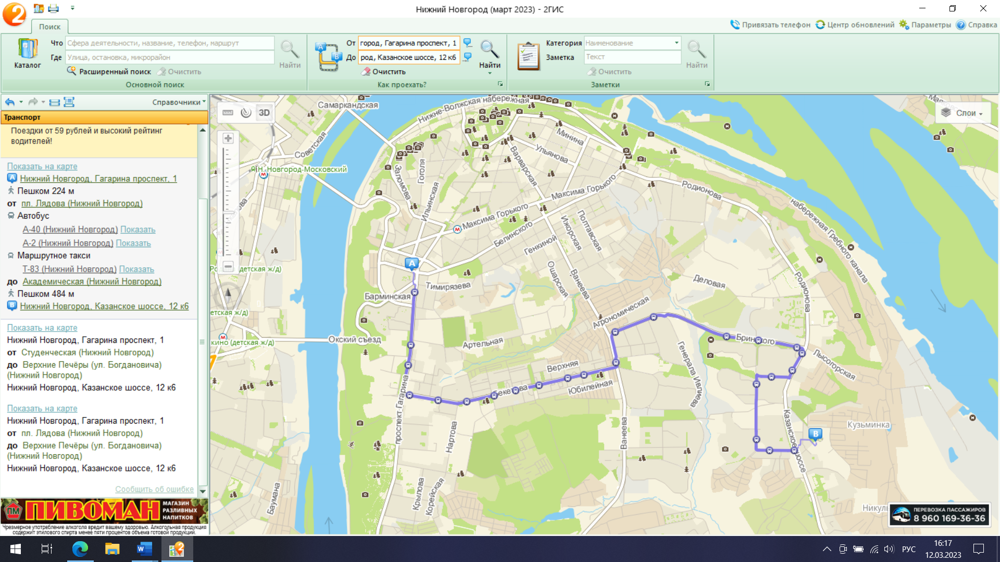 Нижний Новгород (март 2023) - 2ГИС
Поиск
Привязать телефон
Центр обновлений
Параметры
Справка
Каталог
Что
Сфера деятельности, название, телефон, маршрут
Где
Улица, остановка, микрорайон
Расширенный поиск
Очистить
Найти
Основной поиск
От
город, Гагарина проспект, 1
До
род, Казанское шоссе, 12 к6
Очистить
Найти
Как проехать?
Категория
Наименование
Заметка
Текст
Очистить
Найти
Заметки
Справочники
Транспорт
Поездки от 59 рублей и высокий рейтинг
водителей!
Показать на карте
A Нижний Новгород, Гагарина проспект, 1
Пешком 224 м
от пл. Лядова (Нижний Новгород)
Автобус
А-40 (Нижний Новгород) Показать
А-2 (Нижний Новгород) Показать
Маршрутное такси
Т-83 (Нижний Новгород) Показать
до Академическая (Нижний Новгород)
Пешком 484 м
B Нижний Новгород, Казанское шоссе, 12 к6
Показать на карте
Нижний Новгород, Гагарина проспект, 1
от Студенческая (Нижний Новгород)
до Верхние Печёры (ул. Богдановича)
(Нижний Новгород)
Нижний Новгород, Казанское шоссе, 12 к6
Показать на карте
Нижний Новгород, Гагарина проспект, 1
от пл. Лядова (Нижний Новгород)
до Верхние Печёры (ул. Богдановича)
(Нижний Новгород)
Нижний Новгород, Казанское шоссе, 12 к6
Сообщить об ошибке
ПМ ПИВОМАН
МАГАЗИН
РАЗЛИВНЫХ
НАПИТКОВ
Чрезмерное употребление алкоголя вредит вашему здоровью. Алкогольная продукция
содержит этилового спирта менее пяти процентов объема готовой продукции.
3D
Слои
Самаркандская
Нижне-Волжская набережная
Советская
Н. Новгород-Московский
Минина
Ульянова
Варварская
Гоголя
Заломова
Ильинская
Максима Горького
Максима Горького
Родионова
набережная Гребного канала
Белинского
Генкиной
Ижорская
Полтавская
Ошарская
Ванеева
Деловая
Родионова
A
Тимирязева
Барминская
Агрономическая
Окский съезд
Артельная
Бринского
Лысогорская
Генерала Ивлиева
Верхняя
Юбилейная
проспект Гагарина
Нартова
Ванеева
Казанское шоссе
B
Кузьминка
Крылова
Корейская
Баумана
(детская ж/д)
етская ж/д)
кино (детская ж/д)
ПЕРЕВОЗКА ПАССАЖИРОВ
8 960 169-36-36
РУС
16:17
12.03.2023